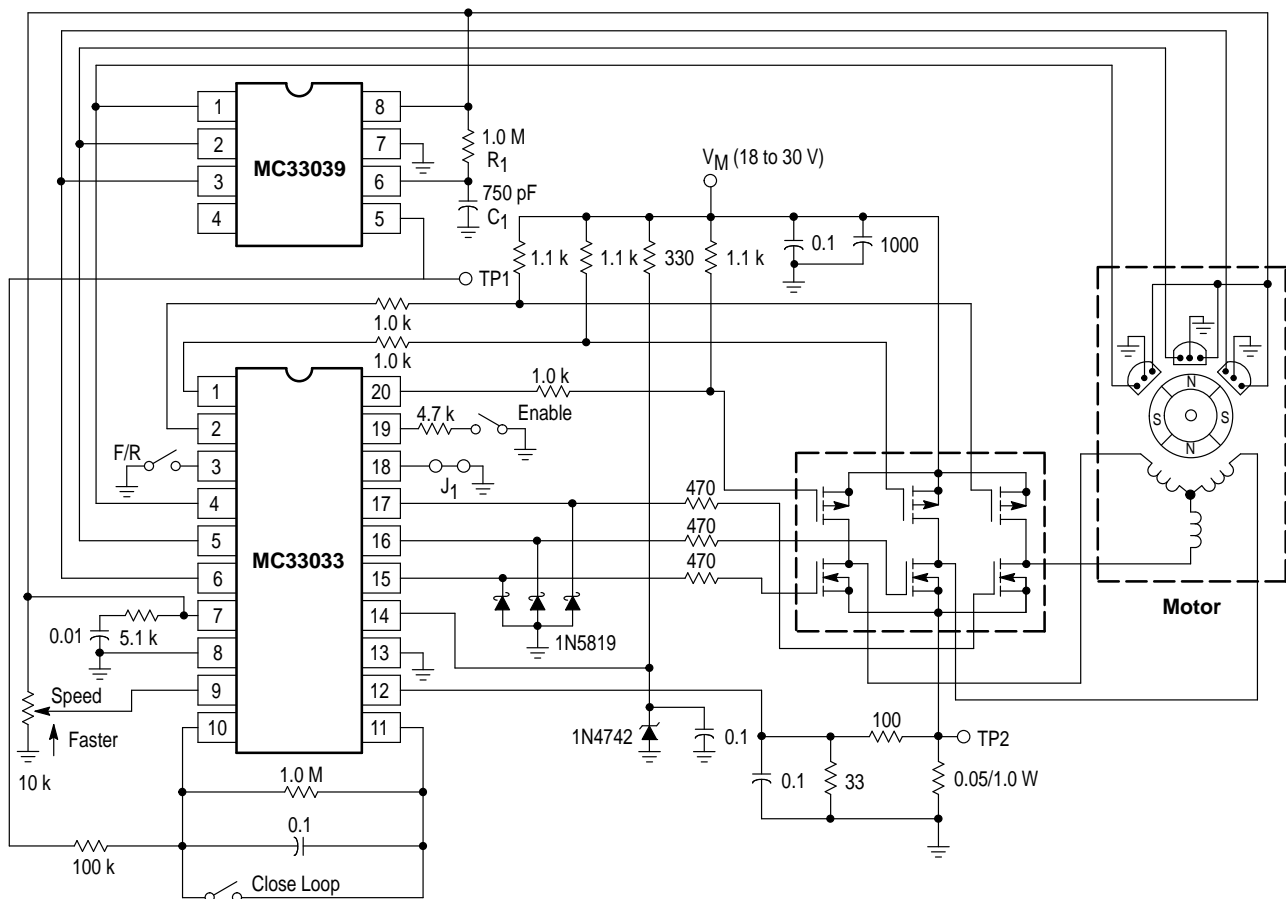 1
2
3
4
MC33039
8
7
6
5
1.0 M
R1
750 pF
C1
VM (18 to 30 V)
1.1 k
1.1 k
330
1.1 k
0.1
1000
TP1
1.0 k
1.0 k
1.0 k
4.7 k
Enable
F/R
J1
1
2
3
4
5
6
7
8
9
10
MC33033
20
19
18
17
16
15
14
13
12
11
470
470
470
N
S
S
N
Motor
0.01
5.1 k
1N5819
Speed
Faster
10 k
1N4742
0.1
100
TP2
0.1
33
0.05/1.0 W
1.0 M
0.1
100 k
Close Loop